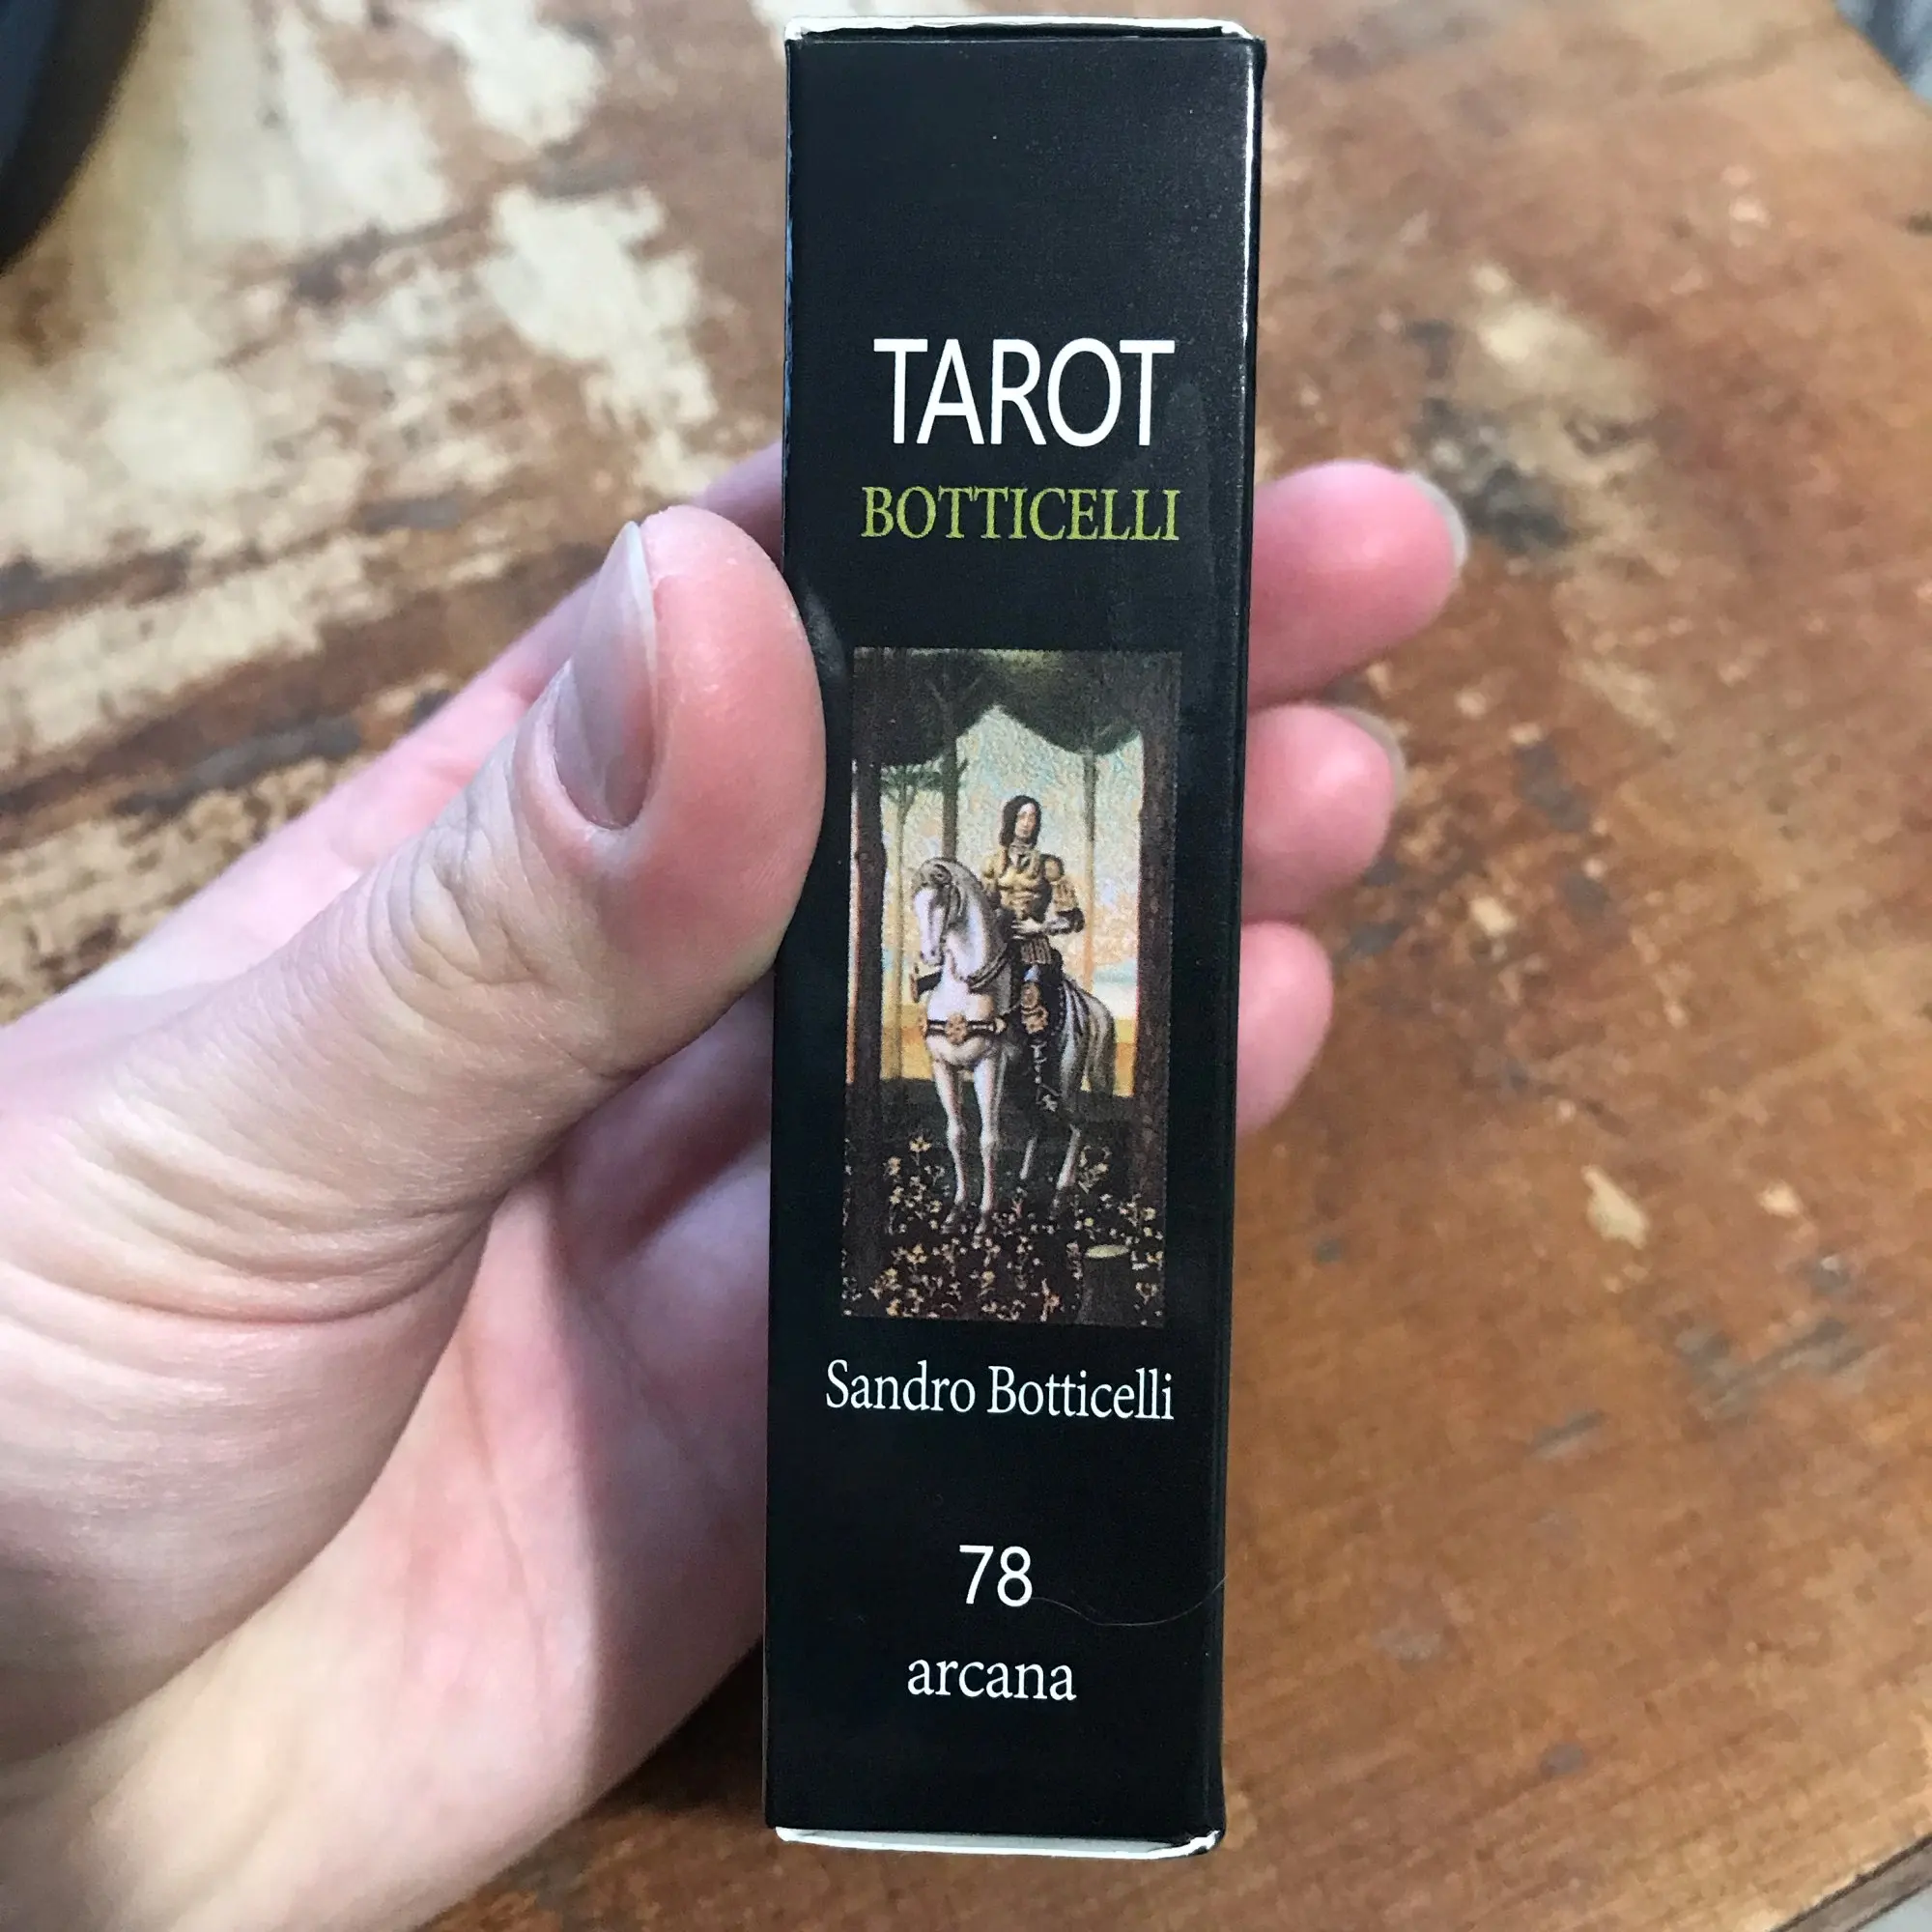 TAROT
BOTTICELLI
Sandro Botticelli
78
arcana